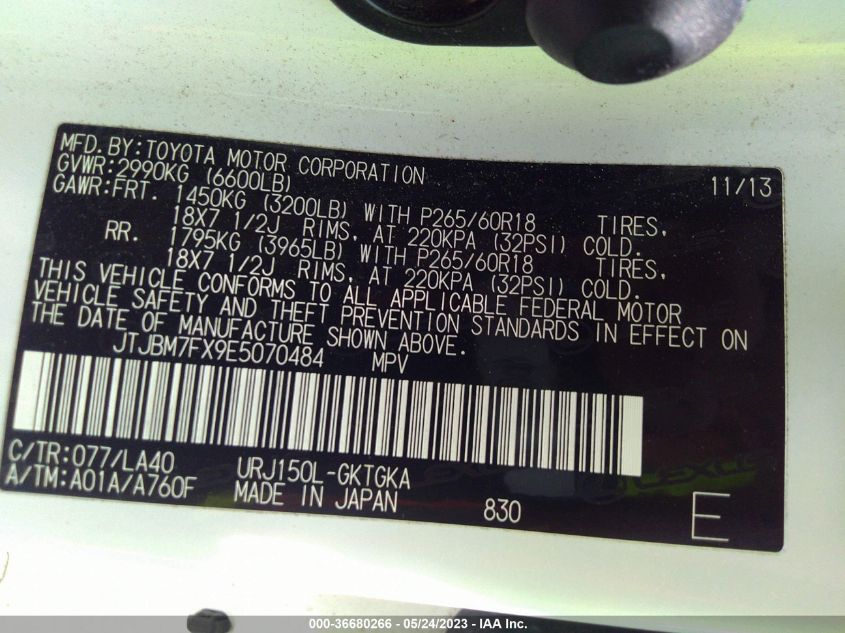 MFD. BY: TOYOTA MOTOR CORPORATION 11/13
GVWR: 2990KG (6600LB)
GAWR: FRT. 1450KG (3200LB) WITH P265/60R18 TIRES,
18X7 1/2J RIMS, AT 220KPA (32PSI) COLD.
RR. 1795KG (3965LB) WITH P265/60R18 TIRES,
18X7 1/2J RIMS, AT 220KPA (32PSI) COLD.
THIS VEHICLE CONFORMS TO ALL APPLICABLE FEDERAL MOTOR
VEHICLE SAFETY AND THEFT PREVENTION STANDARDS IN EFFECT ON
THE DATE OF MANUFACTURE SHOWN ABOVE.
JTJBM7FX9E5070484 MPV
C/TR: 077/LA40 URJ150L-GKTGKA
A/TM: A01A/A760F MADE IN JAPAN 830 E
LEXUS
000-36680266 - 05/24/2023 - IAA Inc.